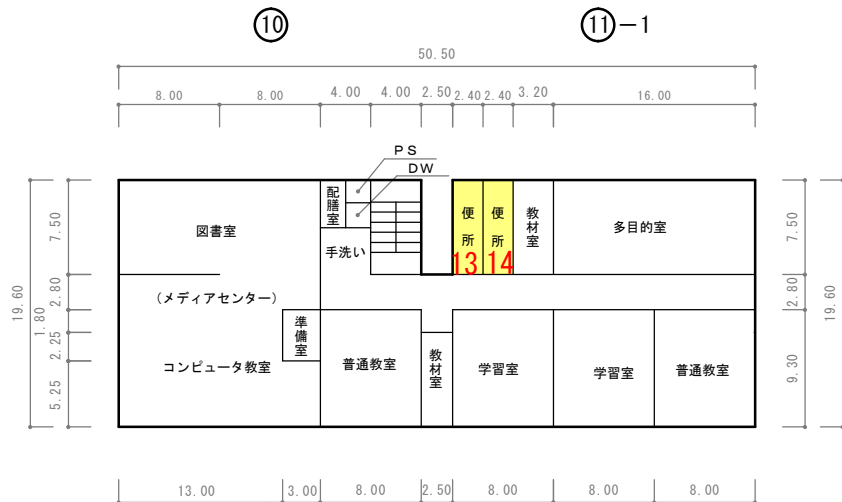 ⑩
⑪－1
50.50
8.00 8.00 4.00 4.00 2.50 2.40 2.40 3.20 16.00
PS
DW
配膳室
図書室
手洗い
便所
13
便所
14
教材室
多目的室
(メディアセンター)
準備室
コンピュータ教室
普通教室
教材室
学習室
学習室
普通教室
19.60
7.50
2.80
1.80
2.25
5.25
7.50
2.80
9.30
19.60
13.00 3.00 8.00 2.50 8.00 8.00 8.00